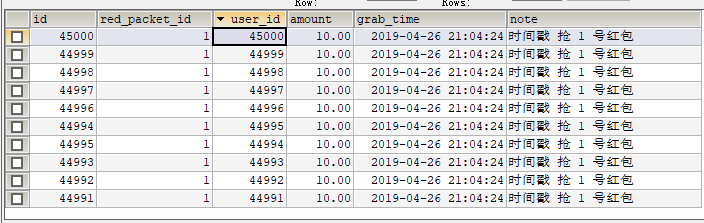 Row: Rows:
id red_packet_id user_id amount grab_time note
45000 1 45000 10.00 2019-04-26 21:04:24 时间戳 抢 1 号红包
44999 1 44999 10.00 2019-04-26 21:04:24 时间戳 抢 1 号红包
44998 1 44998 10.00 2019-04-26 21:04:24 时间戳 抢 1 号红包
44997 1 44997 10.00 2019-04-26 21:04:24 时间戳 抢 1 号红包
44996 1 44996 10.00 2019-04-26 21:04:24 时间戳 抢 1 号红包
44994 1 44995 10.00 2019-04-26 21:04:24 时间戳 抢 1 号红包
44995 1 44994 10.00 2019-04-26 21:04:24 时间戳 抢 1 号红包
44993 1 44993 10.00 2019-04-26 21:04:24 时间戳 抢 1 号红包
44992 1 44992 10.00 2019-04-26 21:04:24 时间戳 抢 1 号红包
44991 1 44991 10.00 2019-04-26 21:04:24 时间戳 抢 1 号红包